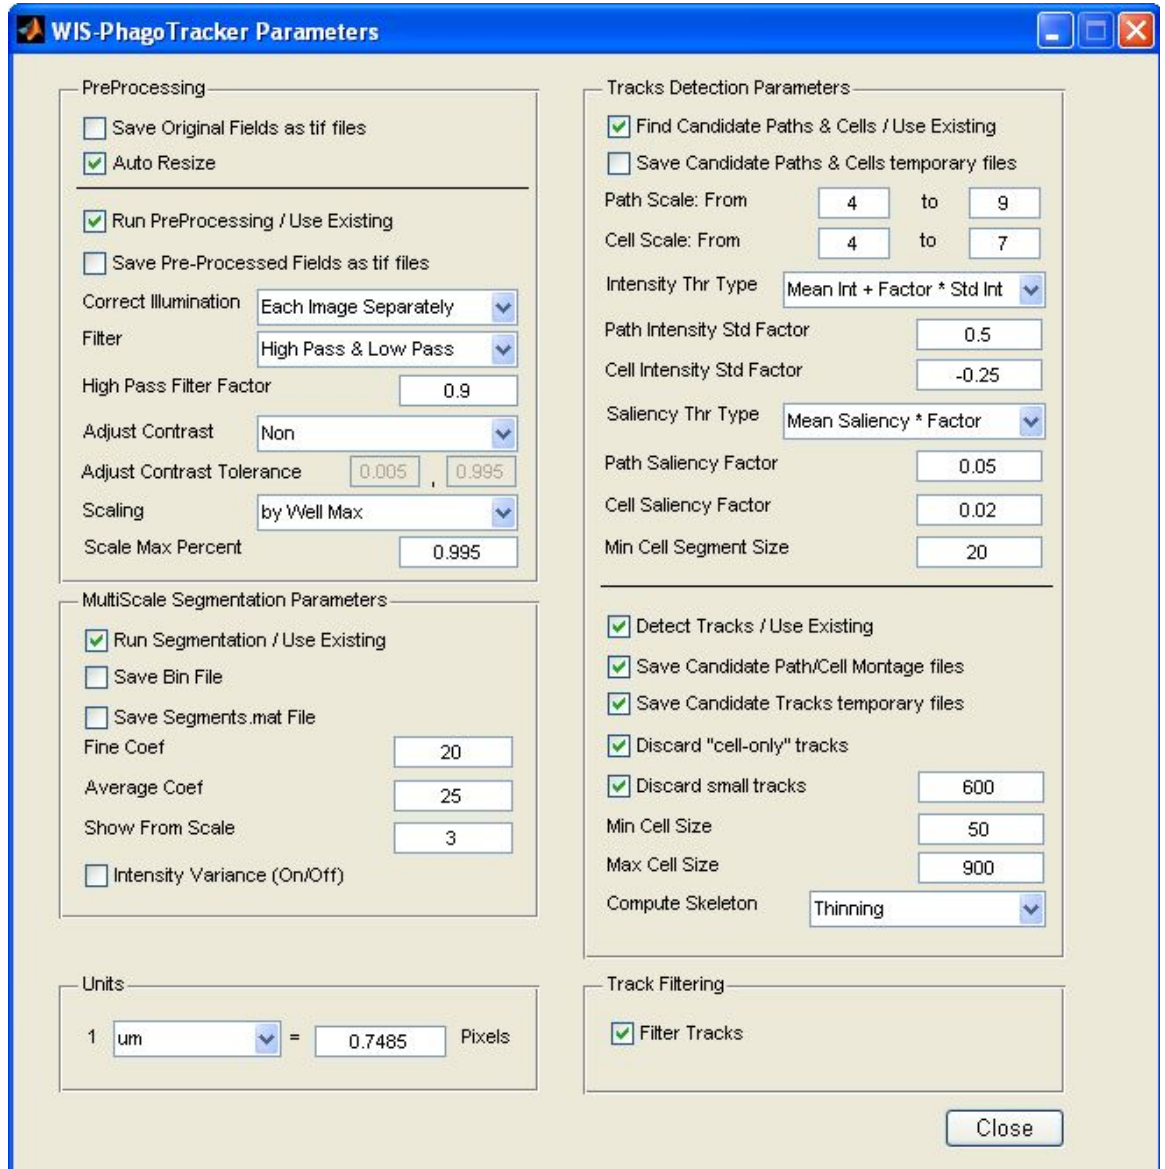 WIS-PhagoTracker Parameters
PreProcessing
Save Original Fields as tif files
Auto Resize
Run PreProcessing / Use Existing
Save Pre-Processed Fields as tif files
Correct Illumination Each Image Separately
Filter High Pass & Low Pass
High Pass Filter Factor 0.9
Adjust Contrast Non
Adjust Contrast Tolerance 0.005 , 0.995
Scaling by Well Max
Scale Max Percent 0.995
MultiScale Segmentation Parameters
Run Segmentation / Use Existing
Save Bin File
Save Segments.mat File
Fine Coef 20
Average Coef 25
Show From Scale 3
Intensity Variance (On/Off)
Units
1 um = 0.7485 Pixels
Tracks Detection Parameters
Find Candidate Paths & Cells / Use Existing
Save Candidate Paths & Cells temporary files
Path Scale: From 4 to 9
Cell Scale: From 4 to 7
Intensity Thr Type Mean Int + Factor * Std Int
Path Intensity Std Factor 0.5
Cell Intensity Std Factor -0.25
Saliency Thr Type Mean Saliency * Factor
Path Saliency Factor 0.05
Cell Saliency Factor 0.02
Min Cell Segment Size 20
Detect Tracks / Use Existing
Save Candidate Path/Cell Montage files
Save Candidate Tracks temporary files
Discard "cell-only" tracks
Discard small tracks 600
Min Cell Size 50
Max Cell Size 900
Compute Skeleton Thinning
Track Filtering
Filter Tracks
Close